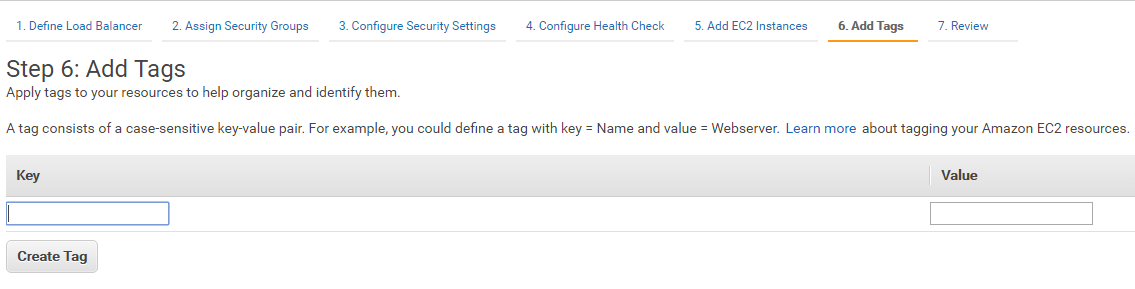 1. Define Load Balancer 2. Assign Security Groups 3. Configure Security Settings 4. Configure Health Check 5. Add EC2 Instances 6. Add Tags 7. Review
Step 6: Add Tags
Apply tags to your resources to help organize and identify them.
A tag consists of a case-sensitive key-value pair. For example, you could define a tag with key = Name and value = Webserver. Learn more about tagging your Amazon EC2 resources.
Key Value
Create Tag